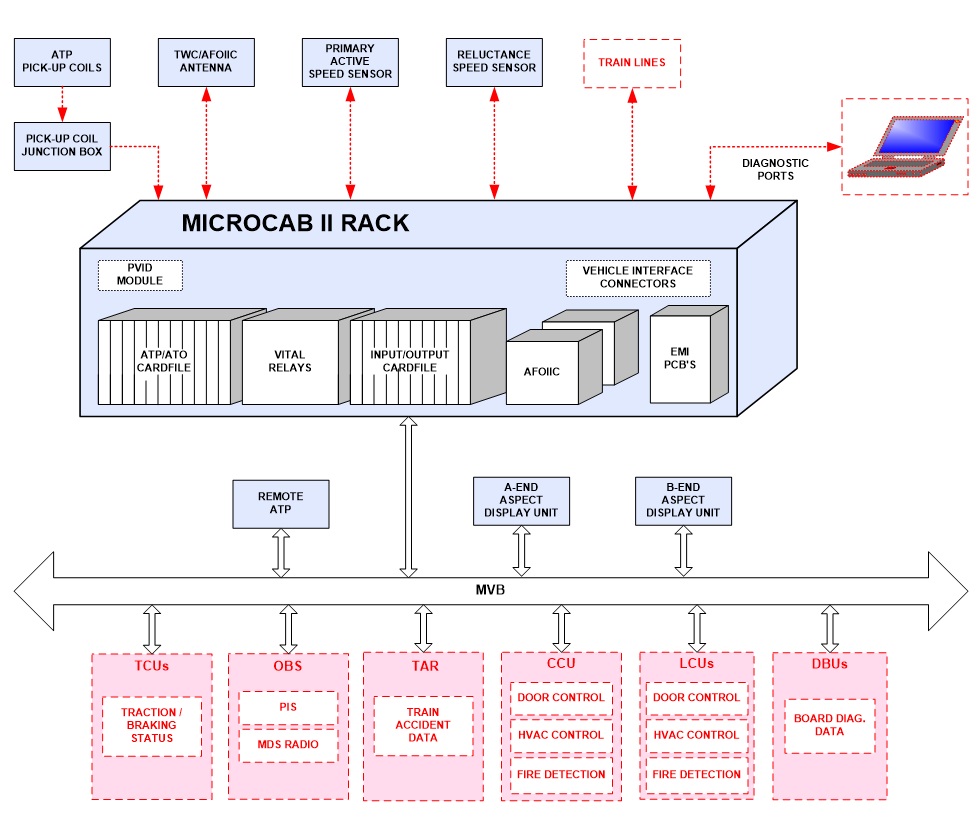 ATP
PICK-UP COILS
TWC/AFOIIC
ANTENNA
PRIMARY
ACTIVE
SPEED SENSOR
RELUCTANCE
SPEED SENSOR
TRAIN LINES
PICK-UP COIL
JUNCTION BOX
DIAGNOSTIC
PORTS
MICROCAB II RACK
PVID
MODULE
VEHICLE INTERFACE
CONNECTORS
ATP/ATO
CARDFILE
VITAL
RELAYS
INPUT/OUTPUT
CARDFILE
AFOIIC
EMI
PCB'S
REMOTE
ATP
A-END
ASPECT
DISPLAY UNIT
B-END
ASPECT
DISPLAY UNIT
MVB
TCUs
TRACTION /
BRAKING
STATUS
OBS
PIS
MDS RADIO
TAR
TRAIN
ACCIDENT
DATA
CCU
DOOR CONTROL
HVAC CONTROL
FIRE DETECTION
LCUs
DOOR CONTROL
HVAC CONTROL
FIRE DETECTION
DBUs
BOARD DIAG.
DATA